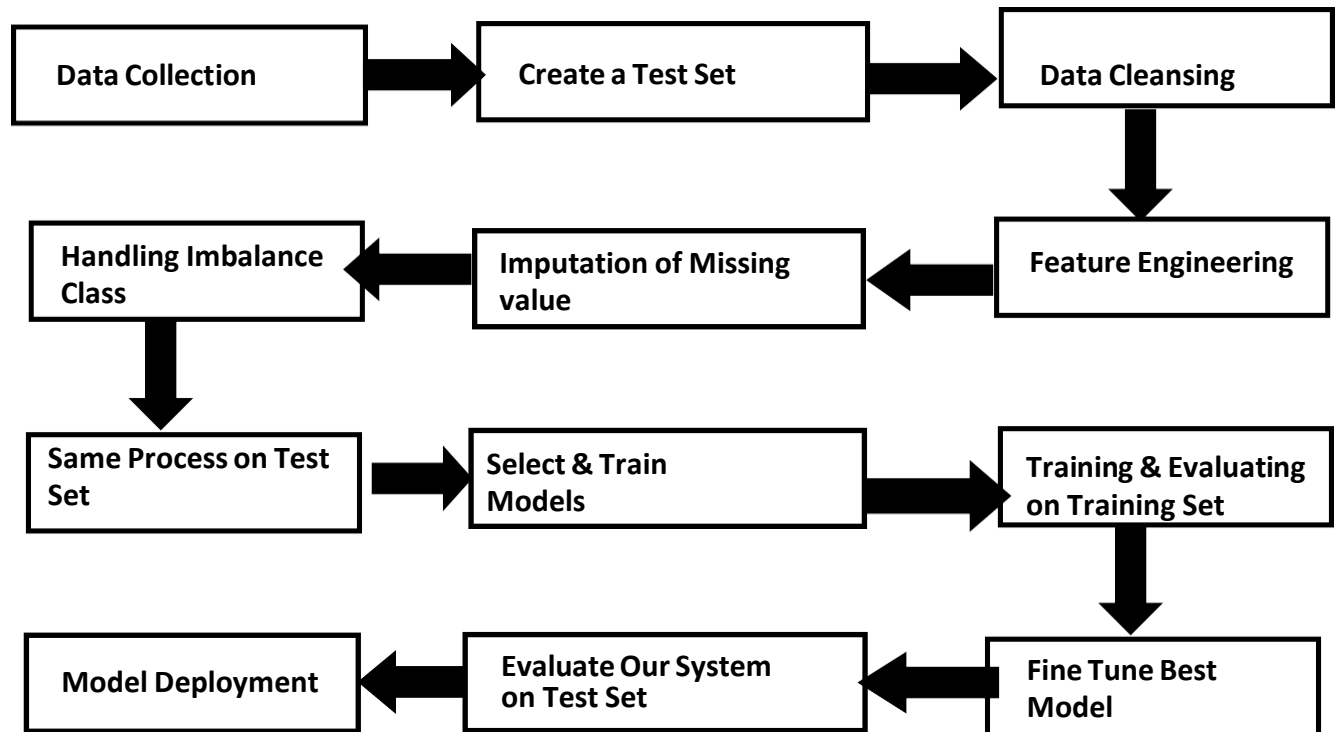 Data Collection
Create a Test Set
Data Cleansing
Feature Engineering
Imputation of Missing
value
Handling Imbalance
Class
Same Process on Test
Set
Select & Train
Models
Training & Evaluating
on Training Set
Fine Tune Best
Model
Evaluate Our System
on Test Set
Model Deployment